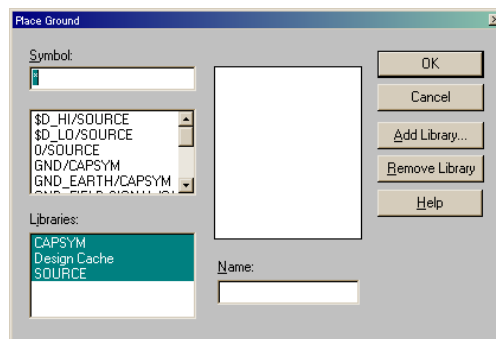 Place Ground
Symbol:
*
$D_HI/SOURCE
$D_LO/SOURCE
0/SOURCE
GND/CAPSYM
GND_EARTH/CAPSYM
Libraries:
CAPSYM
Design Cache
SOURCE
Name:
OK
Cancel
Add Library...
Remove Library
Help